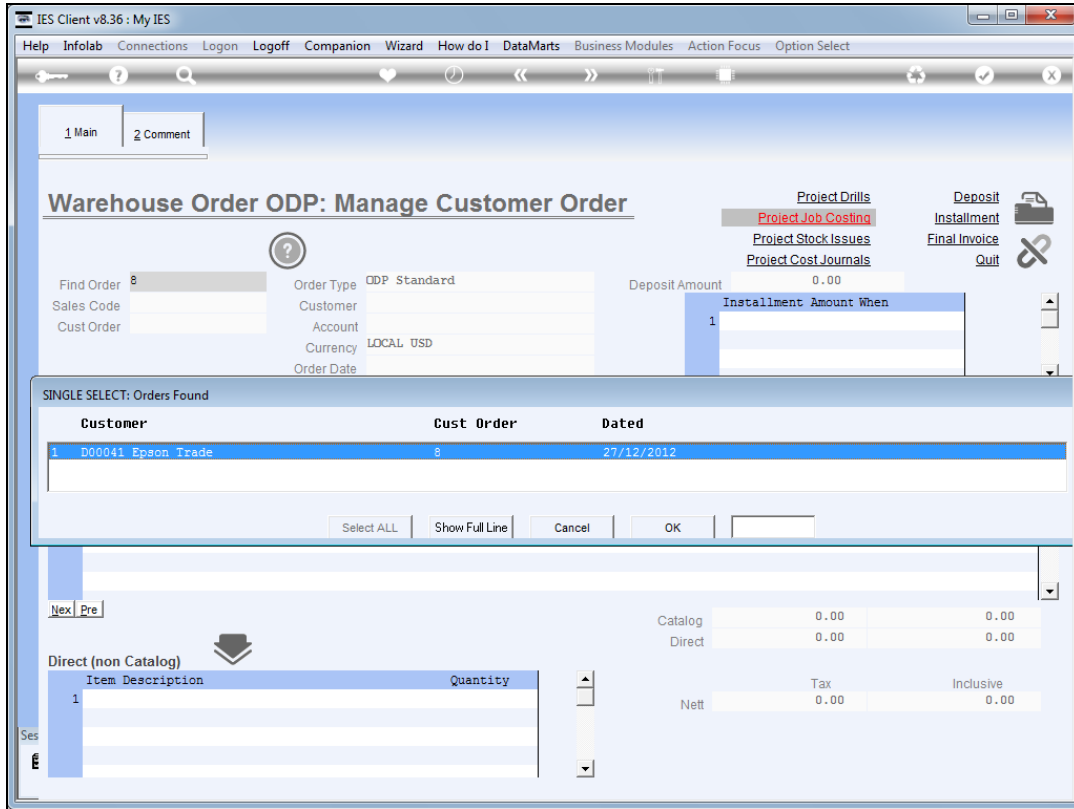 IES Client v8.36 : My IES
Help Infolab Connections Logon Logoff Companion Wizard How do I DataMarts Business Modules Action Focus Option Select
1 Main
2 Comment
Warehouse Order ODP: Manage Customer Order
Project Drills
Deposit
Project Job Costing
Installment
Project Stock Issues
Final Invoice
Project Cost Journals
Quit
Find Order 8
Order Type ODP Standard
Deposit Amount 0.00
Sales Code
Customer
Installment Amount When
Cust Order
Account
1
Currency LOCAL USD
Order Date
SINGLE SELECT: Orders Found
Customer Cust Order Dated
1 D00041 Epson Trade 8 27/12/2012
Select ALL Show Full Line Cancel OK
Nex Pre
Catalog 0.00 0.00
Direct 0.00 0.00
Direct (non Catalog)
Item Description Quantity
1
Tax Inclusive
Nett 0.00 0.00
Ses